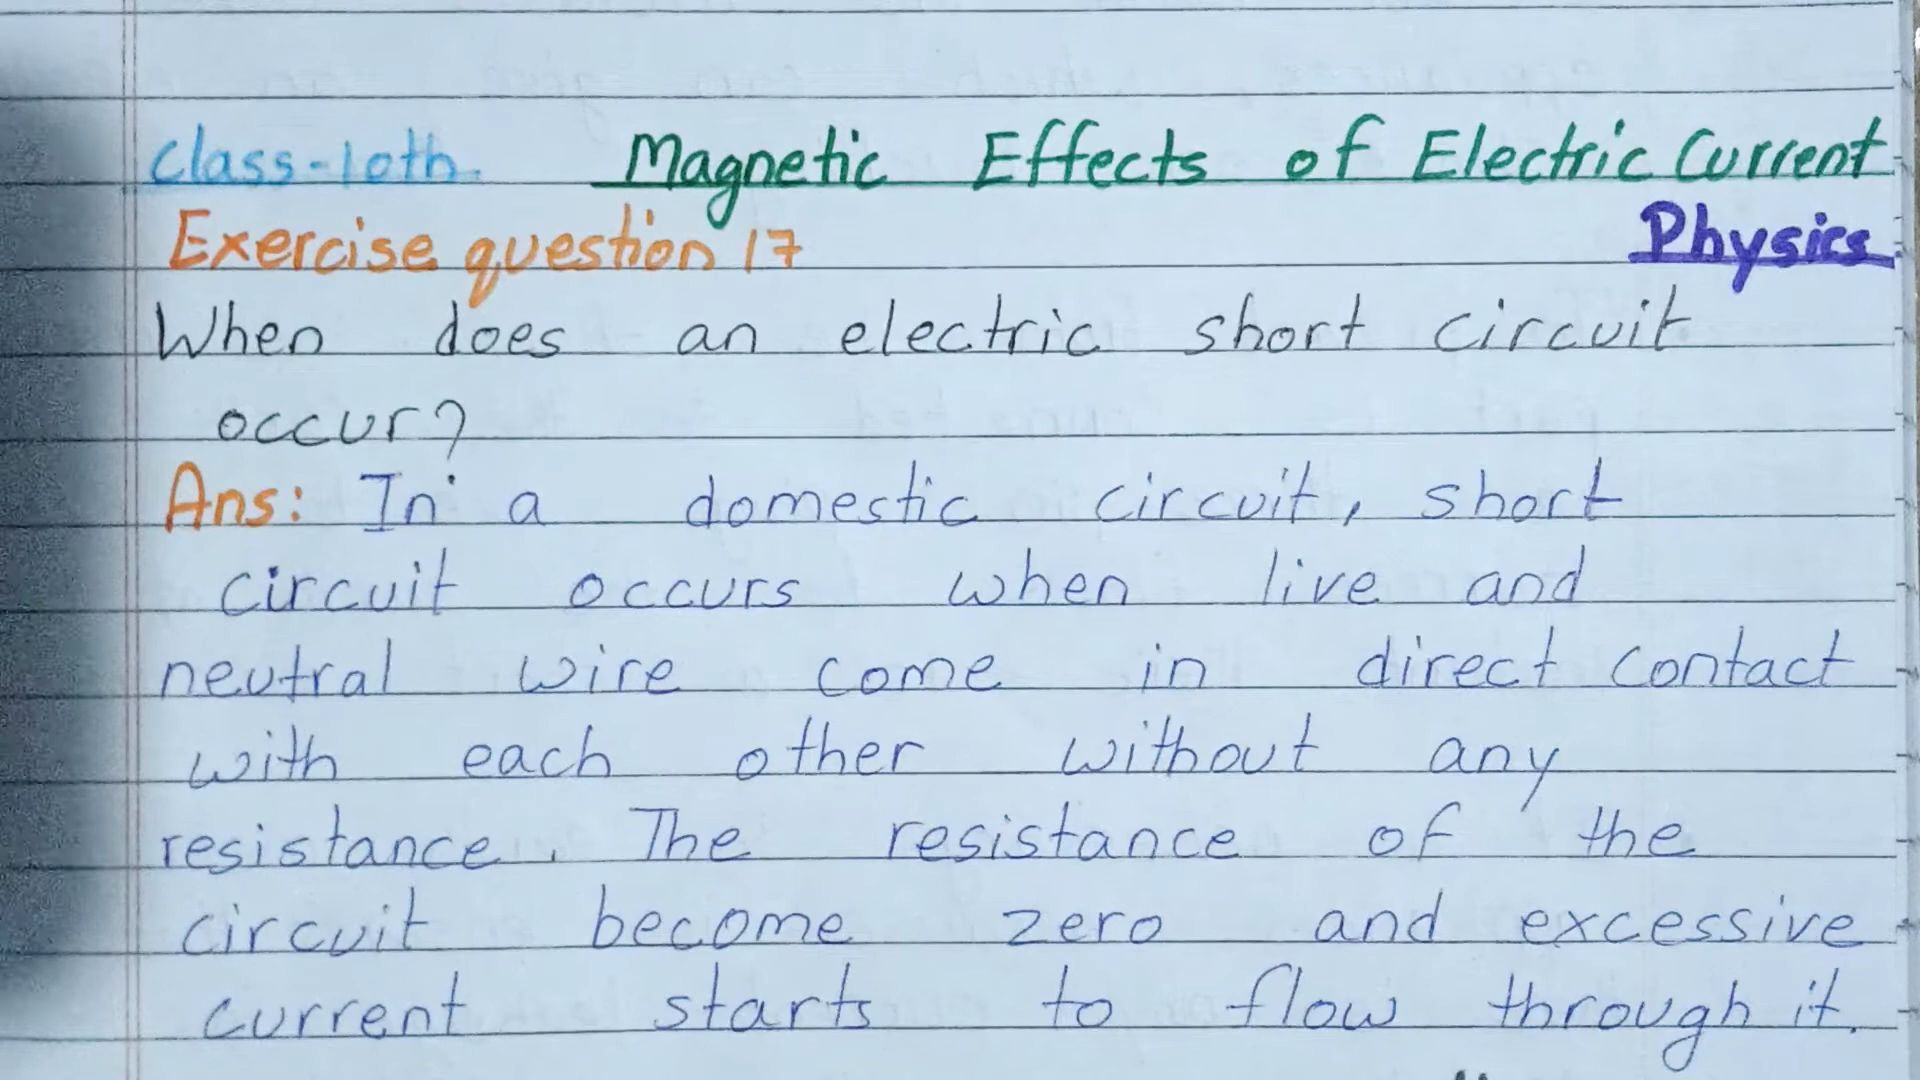 Class-10th. Magnetic Effects of Electric Current
Exercise question 17 Physics
When does an electric short circuit
occur?
Ans: In a domestic circuit, short
circuit occurs when live and
neutral wire come in direct contact
with each other without any
resistance. The resistance of the
circuit become zero and excessive
current starts to flow through it.